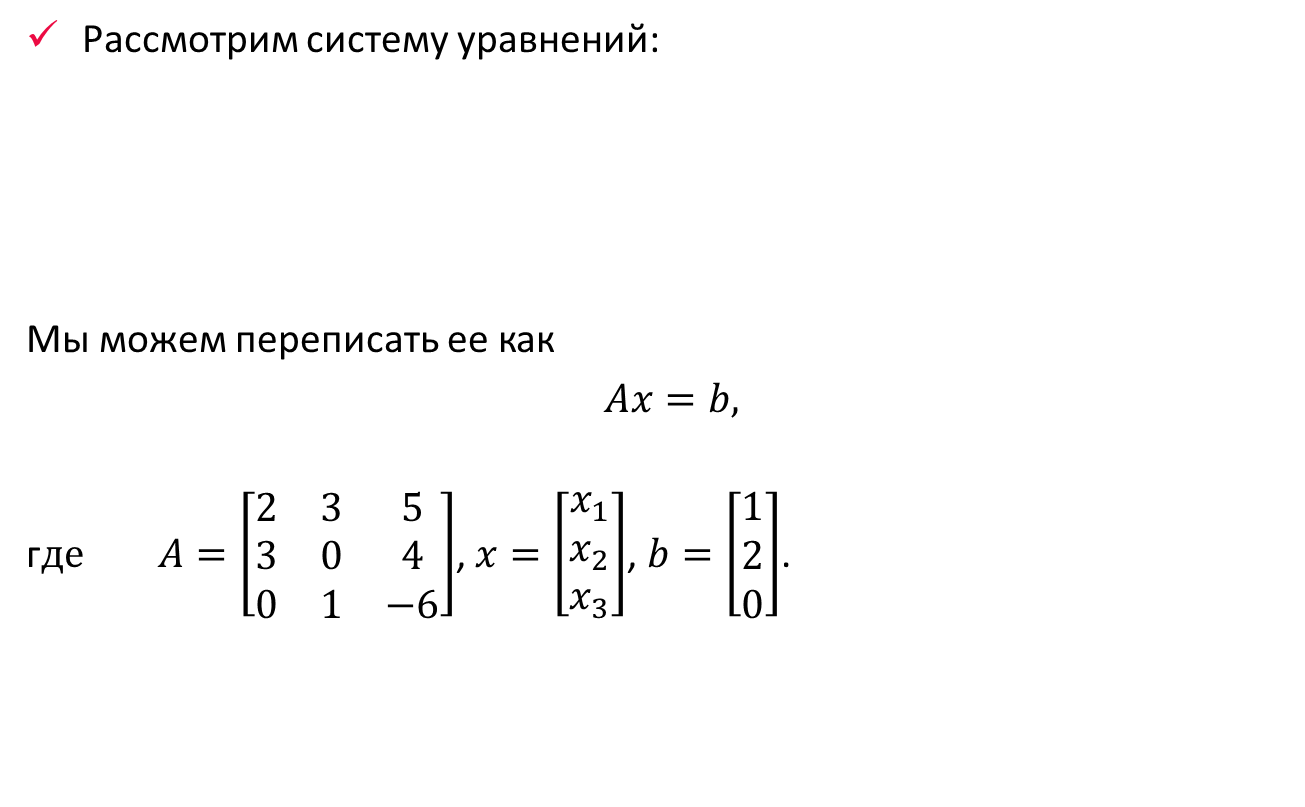 ✓ Рассмотрим систему уравнений:
Мы можем переписать ее как
Ax = b,
где A = [2 3 5; 3 0 4; 0 1 −6], x = [x₁; x₂; x₃], b = [1; 2; 0].